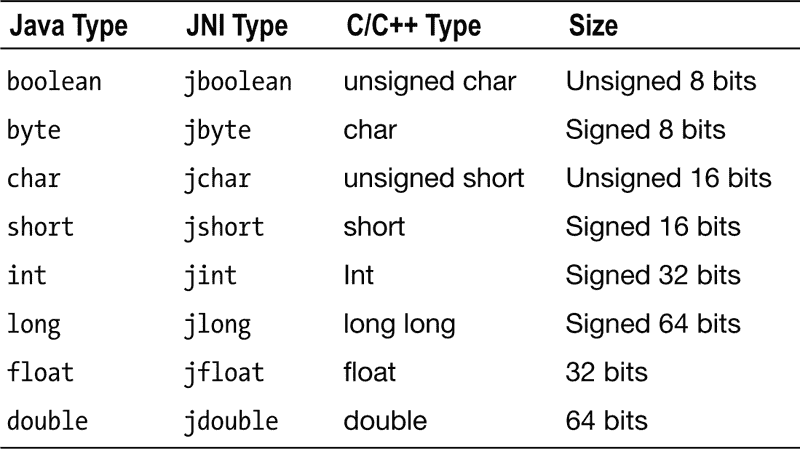 Java Type JNI Type C/C++ Type Size
boolean jboolean unsigned char Unsigned 8 bits
byte jbyte char Signed 8 bits
char jchar unsigned short Unsigned 16 bits
short jshort short Signed 16 bits
int jint Int Signed 32 bits
long jlong long long Signed 64 bits
float jfloat float 32 bits
double jdouble double 64 bits